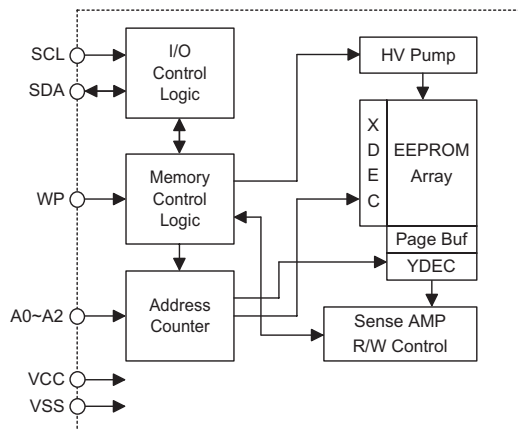 SCL
SDA
I/O
Control
Logic
HV Pump
X
D
E
C
EEPROM
Array
WP
Memory
Control
Logic
Page Buf
YDEC
A0~A2
Address
Counter
Sense AMP
R/W Control
VCC
VSS